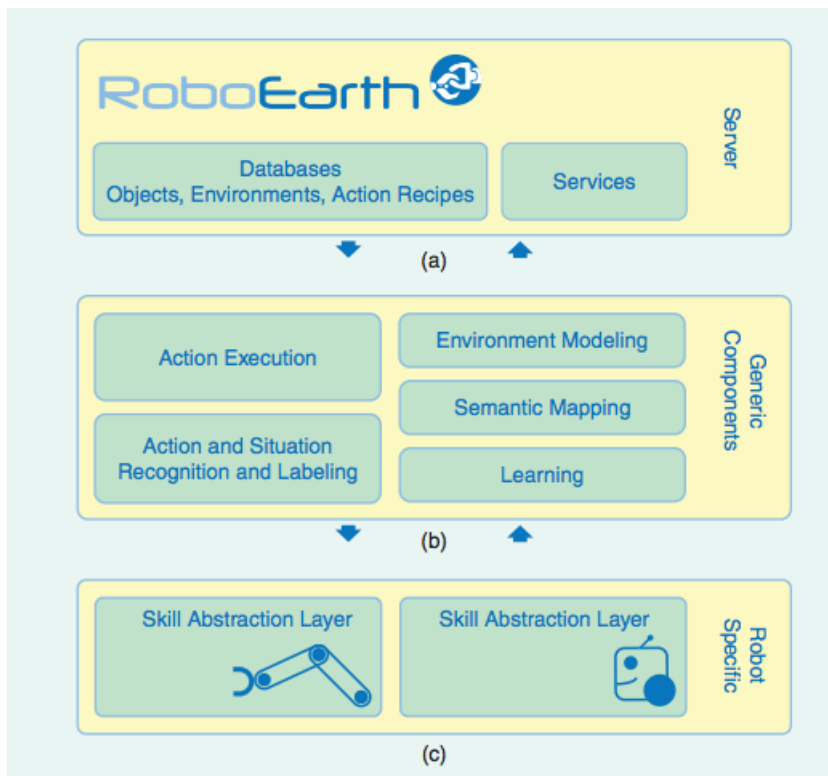 RoboEarth
Server
Databases
Objects, Environments, Action Recipes
Services
(a)
Action Execution
Action and Situation
Recognition and Labeling
Environment Modeling
Semantic Mapping
Learning
Generic
Components
(b)
Skill Abstraction Layer
Skill Abstraction Layer
Robot
Specific
(c)